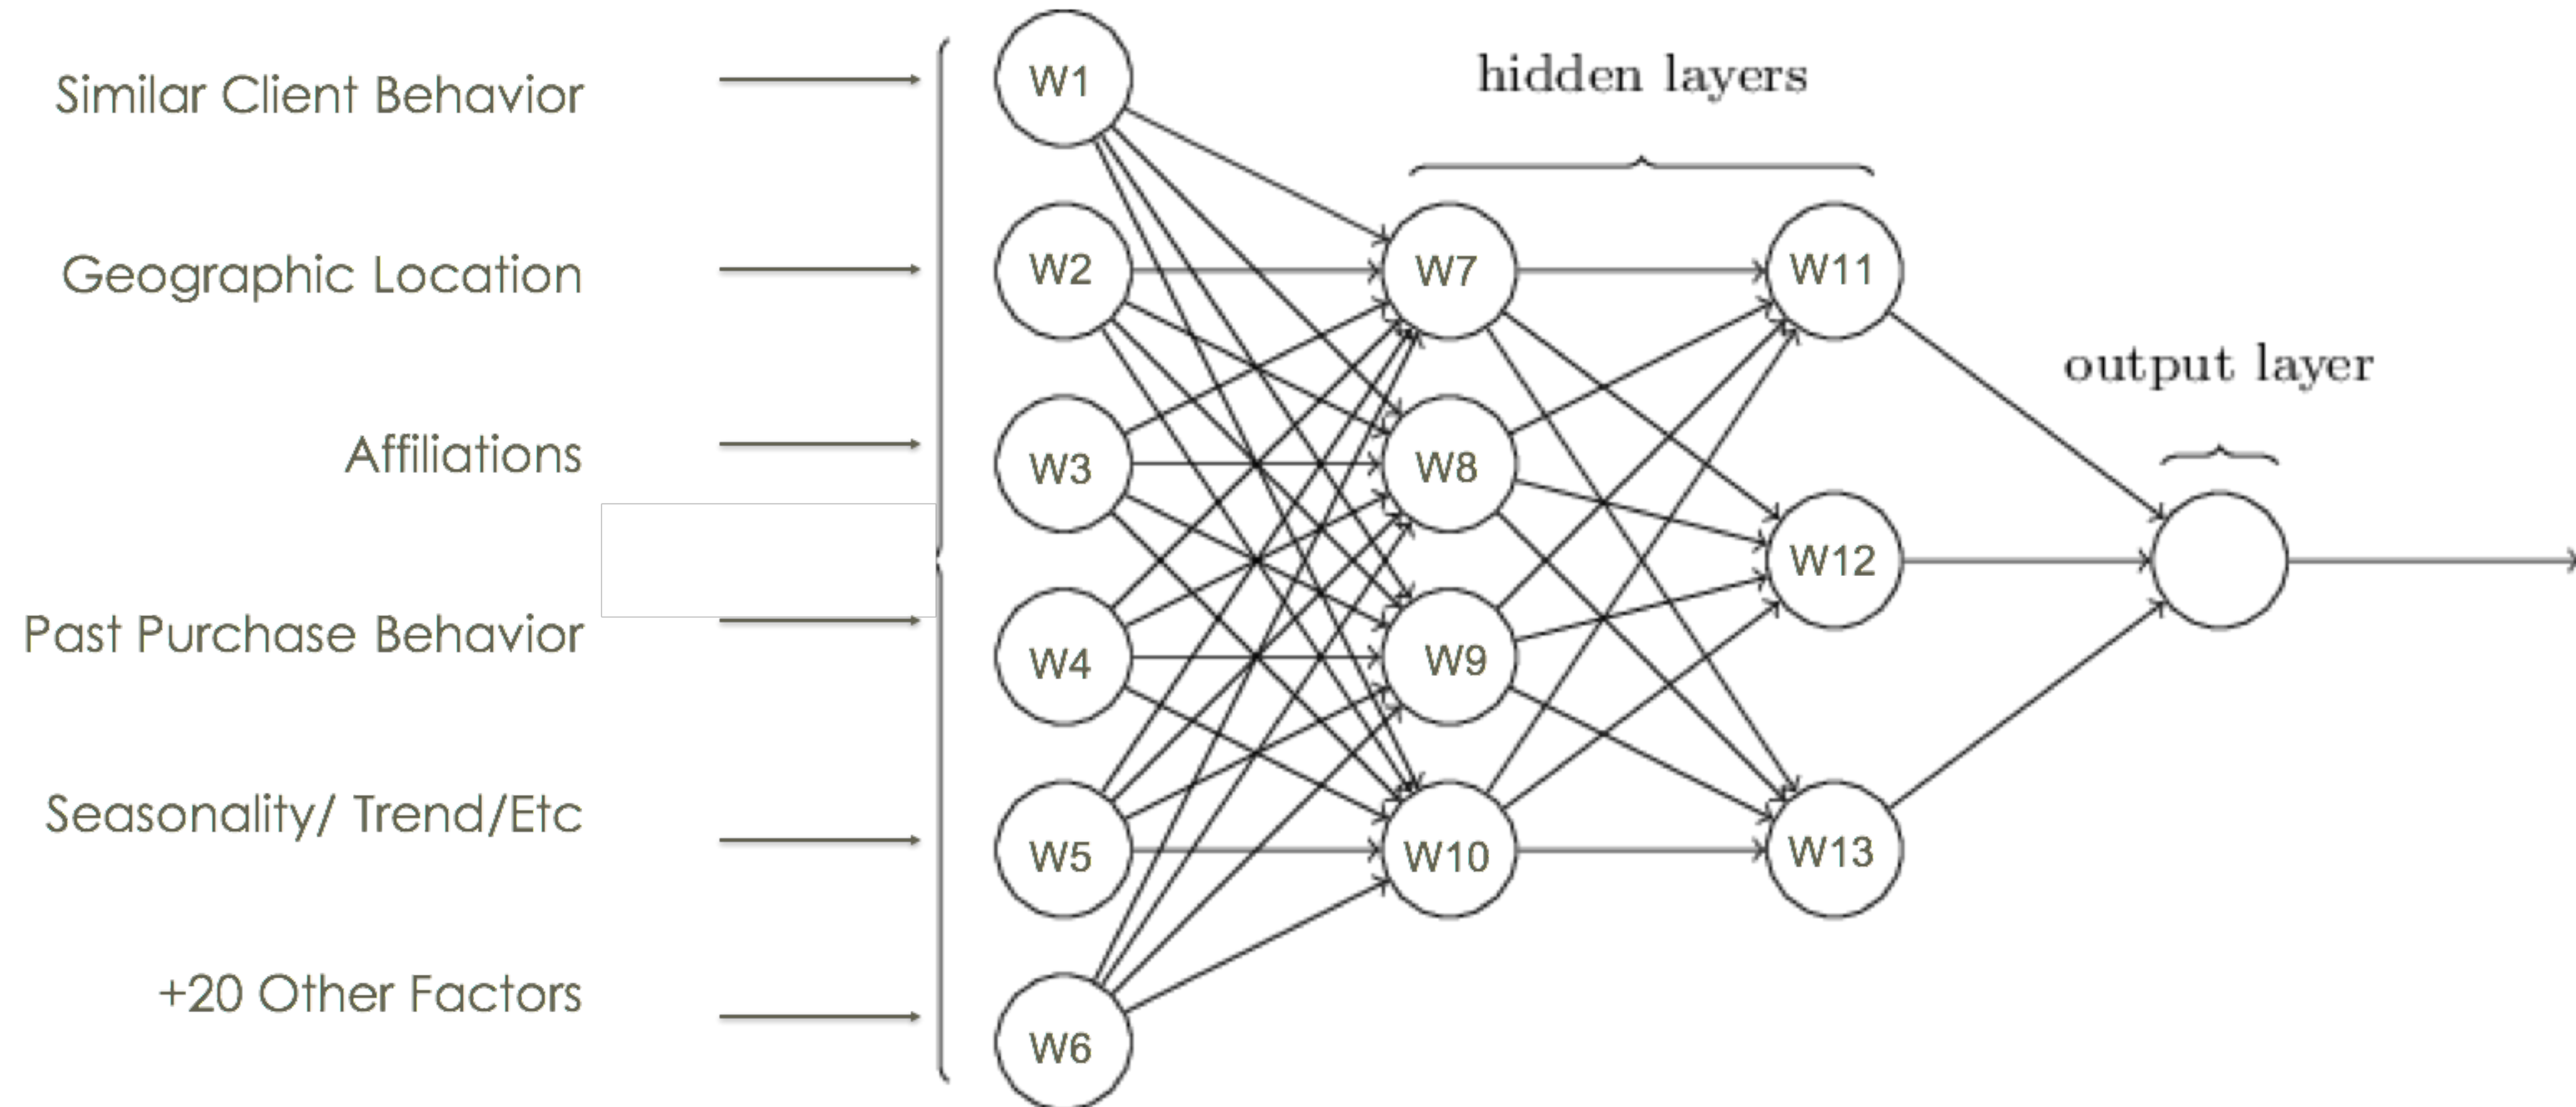 Similar Client Behavior
Geographic Location
Affiliations
Past Purchase Behavior
Seasonality/ Trend/Etc
+20 Other Factors
W1
W2
W3
W4
W5
W6
hidden layers
W7
W8
W9
W10
W11
W12
W13
output layer